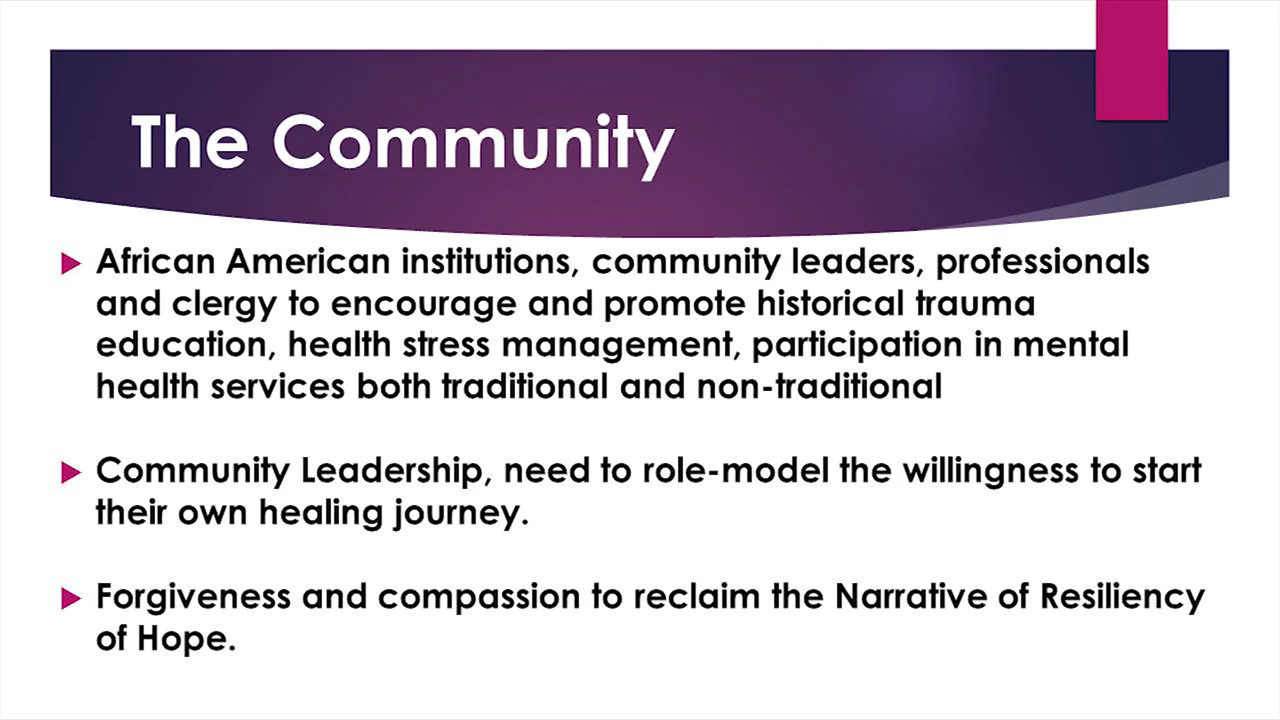 The Community
African American institutions, community leaders, professionals
and clergy to encourage and promote historical trauma
education, health stress management, participation in mental
health services both traditional and non-traditional
Community Leadership, need to role-model the willingness to start
their own healing journey.
Forgiveness and compassion to reclaim the Narrative of Resiliency
of Hope.